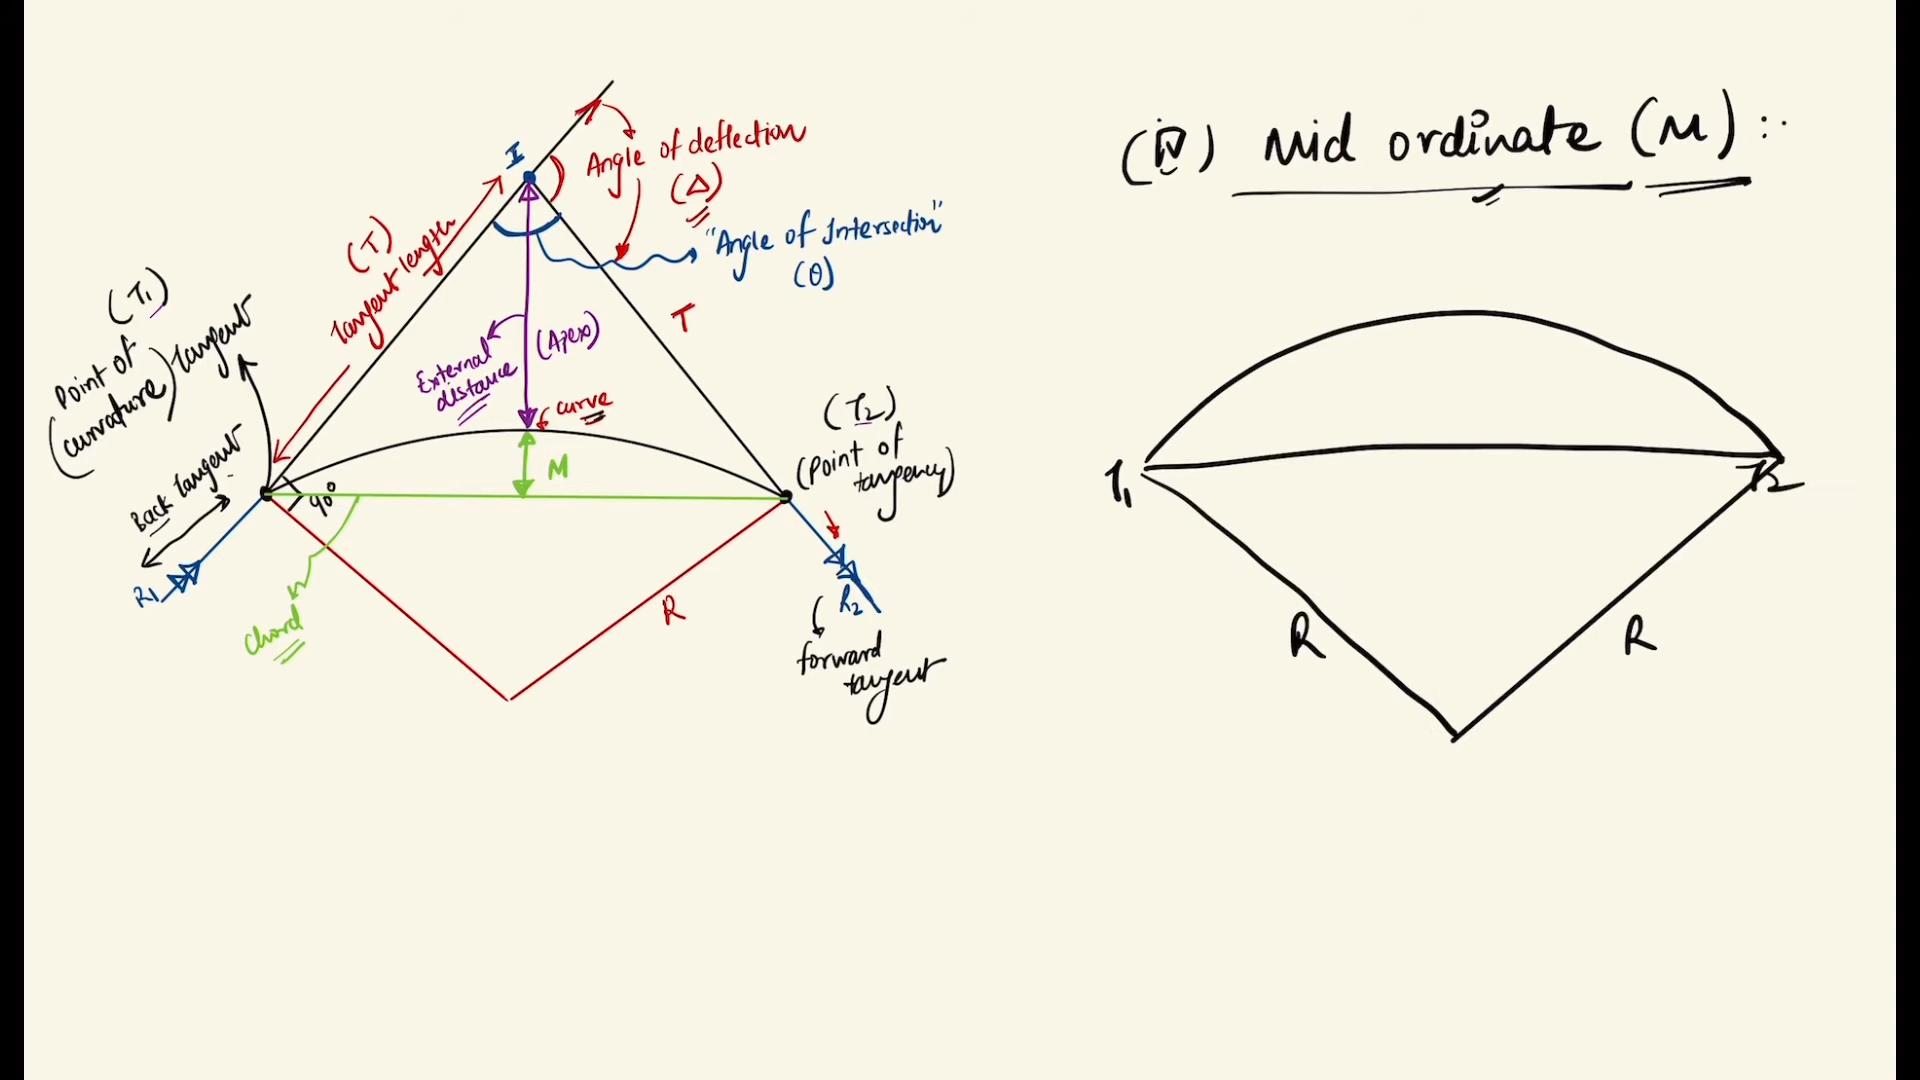 I
Angle of deflection
(Δ)
"Angle of Intersection"
(θ)
(T)
Tangent length
T
(T₁)
Point of
(curvature)
tangent
Back tangent
R1
90°
External
distance
(Apex)
curve
M
chord
R
(T2)
(Point of
tangency)
R2
forward
tangent
Mid ordinate (M) :
T₁
T2
R
R